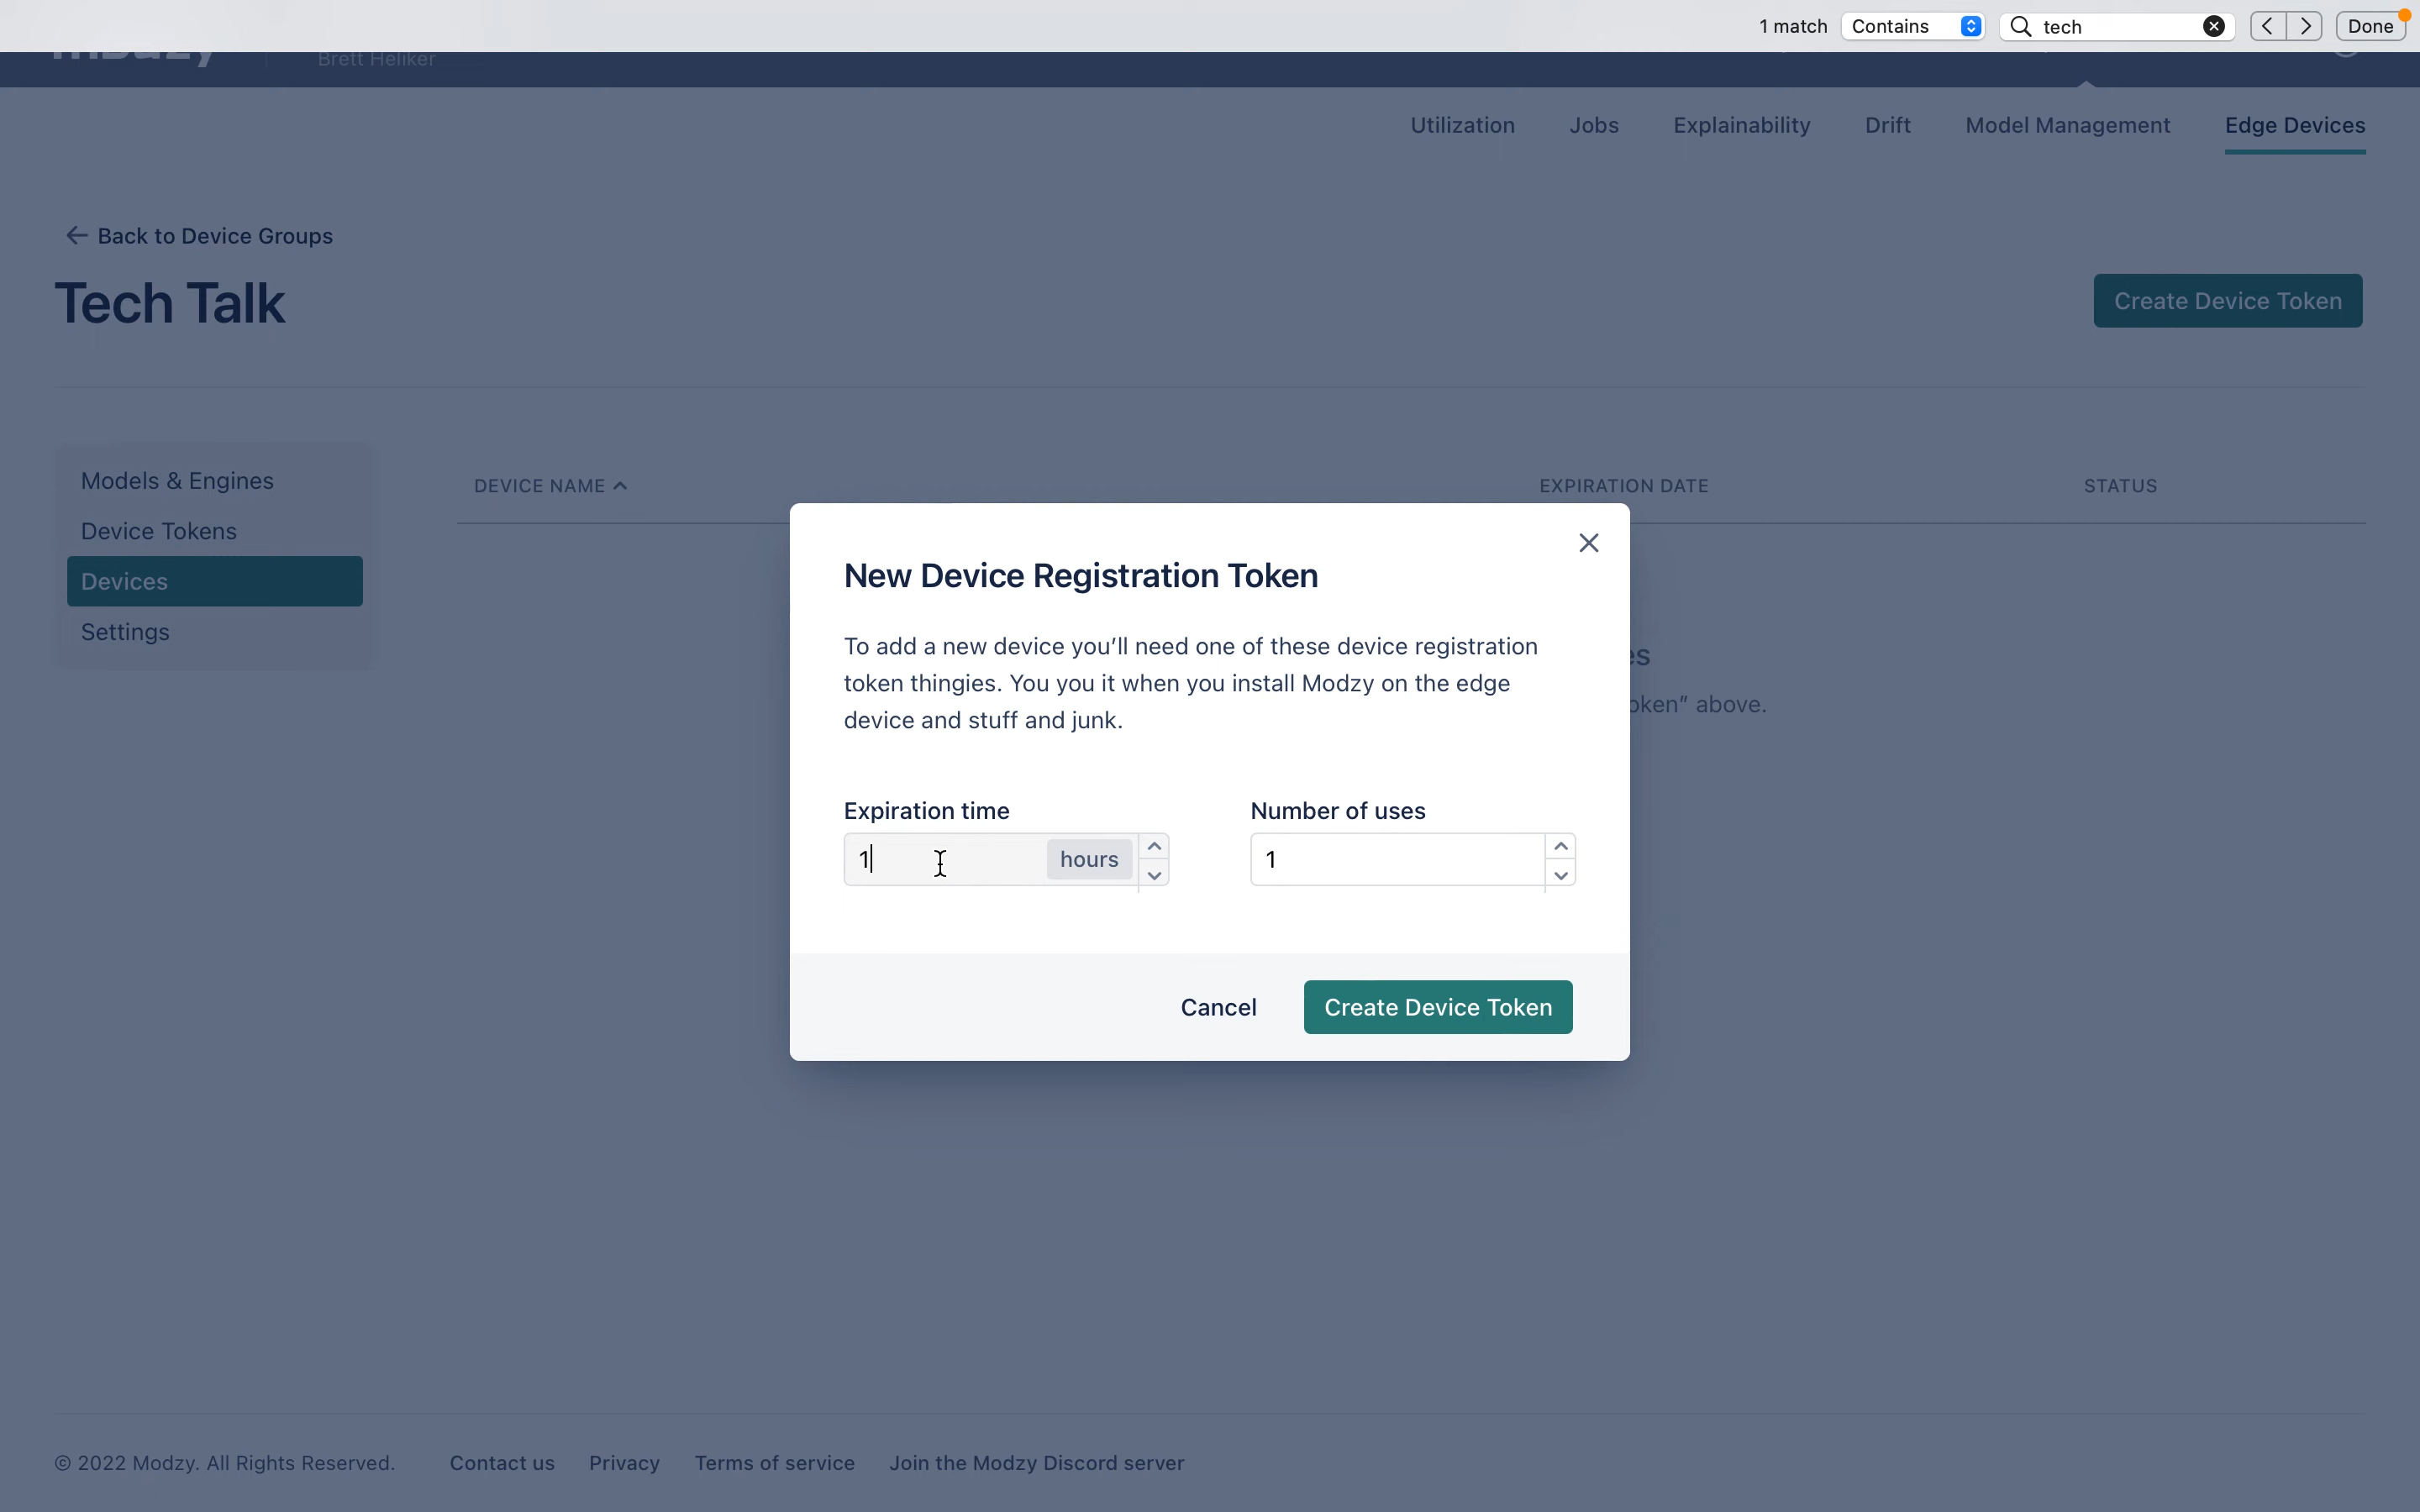 1 match Contains tech Done
Brett Heliker
Utilization Jobs Explainability Drift Model Management Edge Devices
Back to Device Groups
Tech Talk
Create Device Token
Models & Engines
Device Tokens
Devices
Settings
DEVICE NAME EXPIRATION DATE STATUS
New Device Registration Token
To add a new device you'll need one of these device registration
token thingies. You you it when you install Modzy on the edge
device and stuff and junk.
oken" above.
Expiration time Number of uses
1 hours 1
Cancel Create Device Token
© 2022 Modzy. All Rights Reserved. Contact us Privacy Terms of service Join the Modzy Discord server